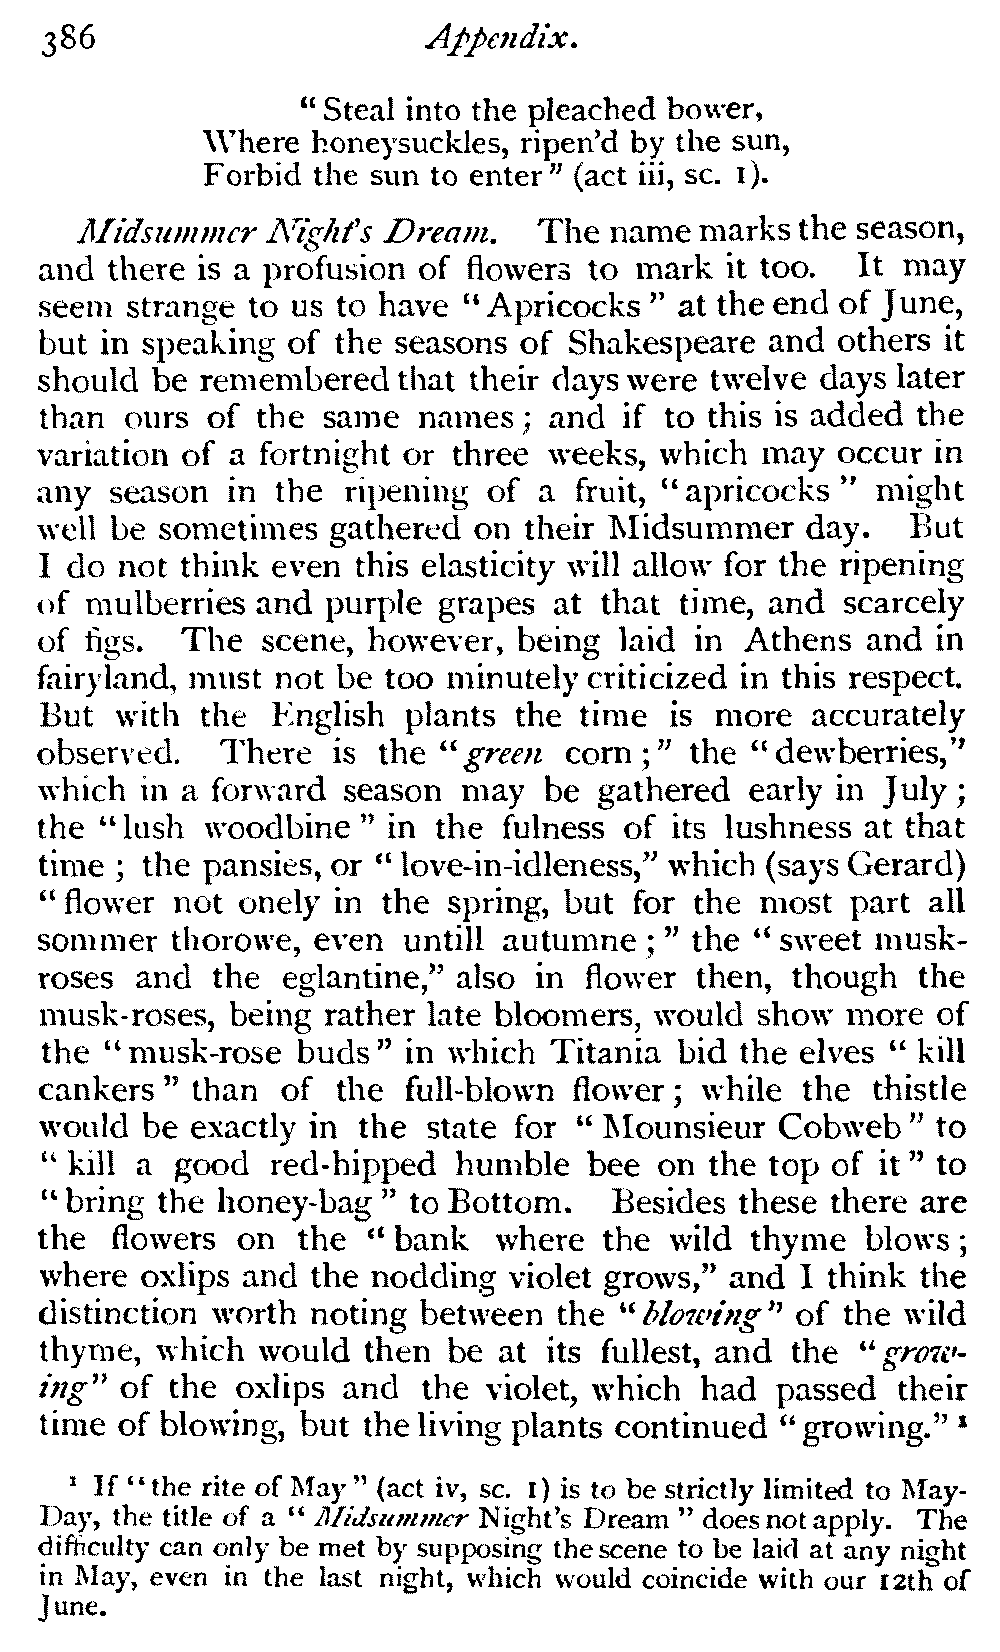 386 Appendix.
“Steal into the pleached bower,
Where honeysuckles, ripen’d by the sun,
Forbid the sun to enter” (act iii, sc. 1).
Midsummer Night’s Dream. The name marks the season,
and there is a profusion of flowers to mark it too. It may
seem strange to us to have “Apricocks” at the end of June,
but in speaking of the seasons of Shakespeare and others it
should be remembered that their days were twelve days later
than ours of the same names; and if to this is added the
variation of a fortnight or three weeks, which may occur in
any season in the ripening of a fruit, “apricocks” might
well be sometimes gathered on their Midsummer day. But
I do not think even this elasticity will allow for the ripening
of mulberries and purple grapes at that time, and scarcely
of figs. The scene, however, being laid in Athens and in
fairyland, must not be too minutely criticized in this respect.
But with the English plants the time is more accurately
observed. There is the “green corn;” the “dewberries,”
which in a forward season may be gathered early in July;
the “lush woodbine” in the fulness of its lushness at that
time; the pansies, or “love-in-idleness,” which (says Gerard)
“flower not onely in the spring, but for the most part all
sommer thorowe, even untill autumne;” the “sweet musk-
roses and the eglantine,” also in flower then, though the
musk-roses, being rather late bloomers, would show more of
the “musk-rose buds” in which Titania bid the elves “kill
cankers” than of the full-blown flower; while the thistle
would be exactly in the state for “Mounsieur Cobweb” to
“kill a good red-hipped humble bee on the top of it” to
“bring the honey-bag” to Bottom. Besides these there are
the flowers on the “bank where the wild thyme blows;
where oxlips and the nodding violet grows,” and I think the
distinction worth noting between the “blowing” of the wild
thyme, which would then be at its fullest, and the “grow-
ing” of the oxlips and the violet, which had passed their
time of blowing, but the living plants continued “growing.” ¹
¹ If “the rite of May” (act iv, sc. 1) is to be strictly limited to May-
Day, the title of a “Midsummer Night’s Dream” does not apply. The
difficulty can only be met by supposing the scene to be laid at any night
in May, even in the last night, which would coincide with our 12th of
June.